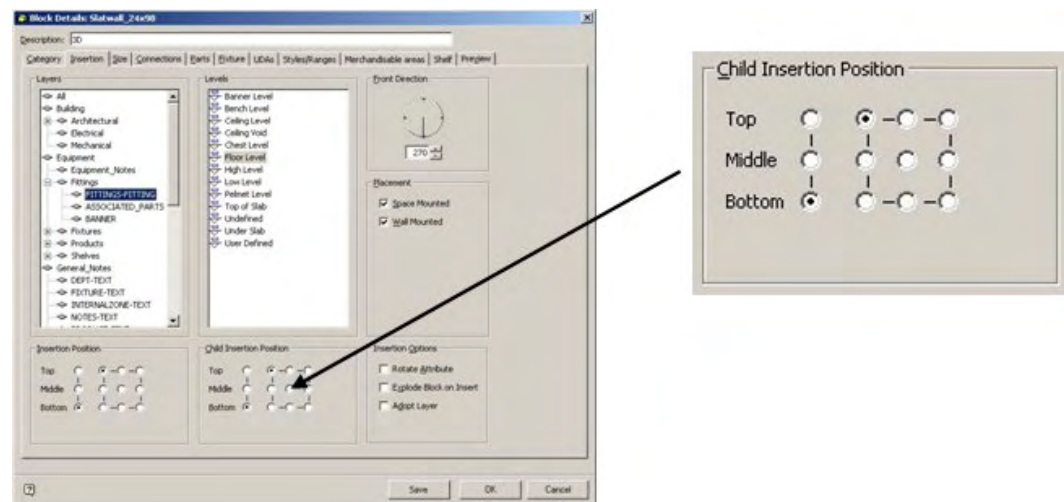 Block Details: Slatwall_24x90
Description: 3D
Category Insertion Size Connections Parts Fixture UDAs Styles/Ranges Merchandisable areas Shelf Preview
Layers
All
Building
Architectural
Electrical
Mechanical
Equipment
Equipment_Notes
Fittings
FITTINGS-FITTING
ASSOCIATED_PARTS
BANNER
Fixtures
Products
Shelves
General_Notes
DEPT-TEXT
FIXTURE-TEXT
INTERNALZONE-TEXT
NOTES-TEXT
Levels
Banner Level
Bench Level
Ceiling Level
Ceiling Void
Chest Level
Floor Level
High Level
Low Level
Pelmet Level
Top of Slab
Undefined
Under Slab
User Defined
Front Direction
270
Placement
Space Mounted
Wall Mounted
Insertion Position
Top
Middle
Bottom
Child Insertion Position
Top
Middle
Bottom
Insertion Options
Rotate Attribute
Explode Block on Insert
Adopt Layer
Save OK Cancel
Child Insertion Position
Top
Middle
Bottom